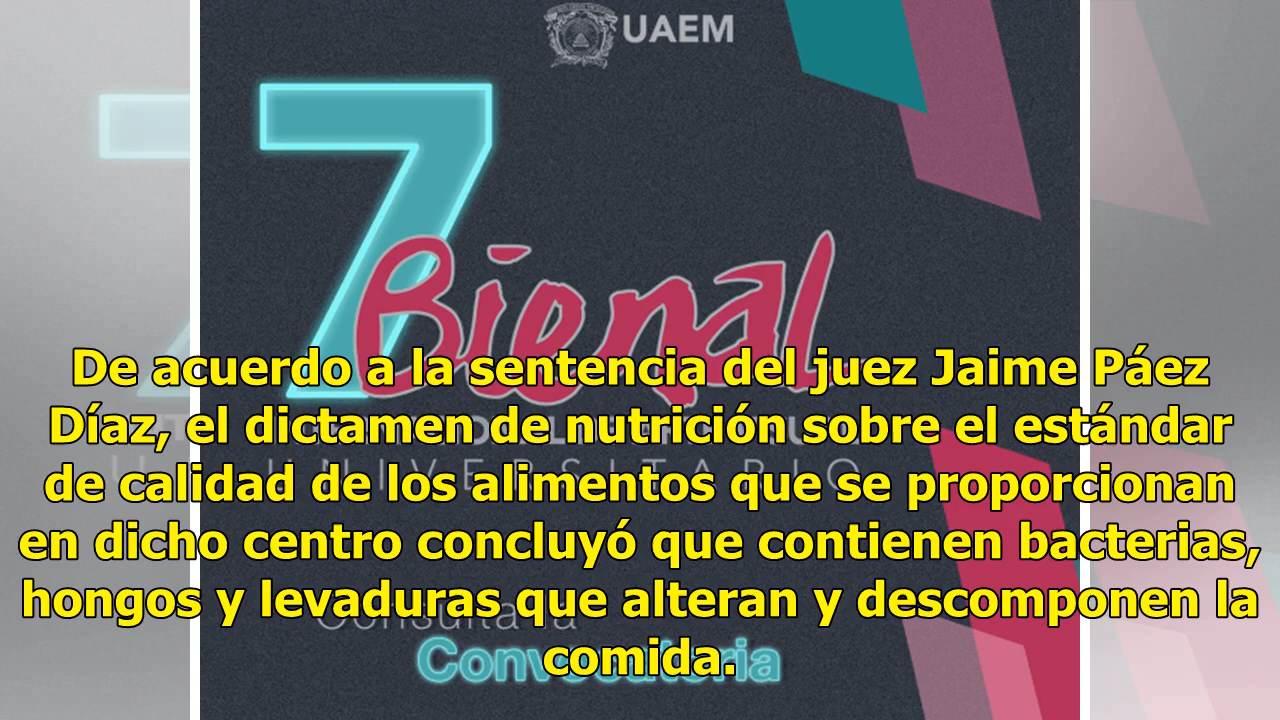 UAEM
7
Bienal
UNIVERSITARIO
De acuerdo a la sentencia del juez Jaime Páez
Díaz, el dictamen de nutrición sobre el estándar
de calidad de los alimentos que se proporcionan
en dicho centro concluyó que contienen bacterias,
hongos y levaduras que alteran y descomponen la
comida.
Consulta la
Convocatoria